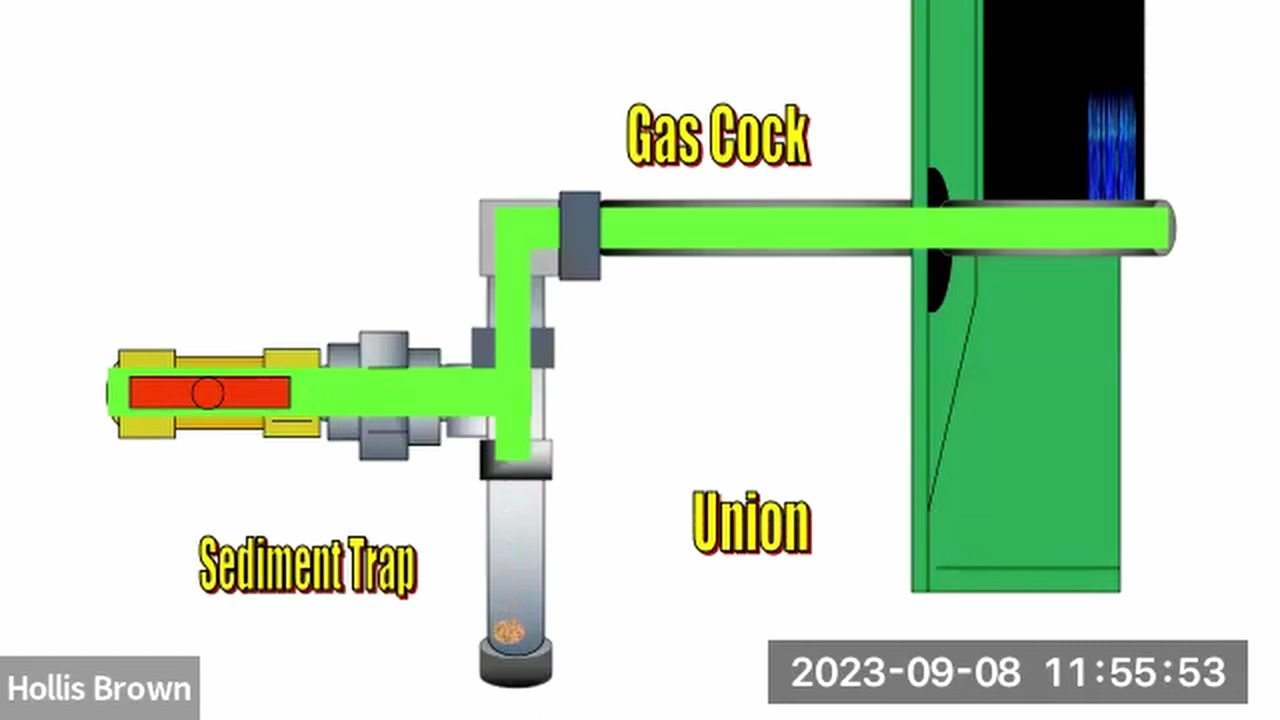 Gas Cock
Union
Sediment Trap
Hollis Brown
2023-09-08 11:55:53